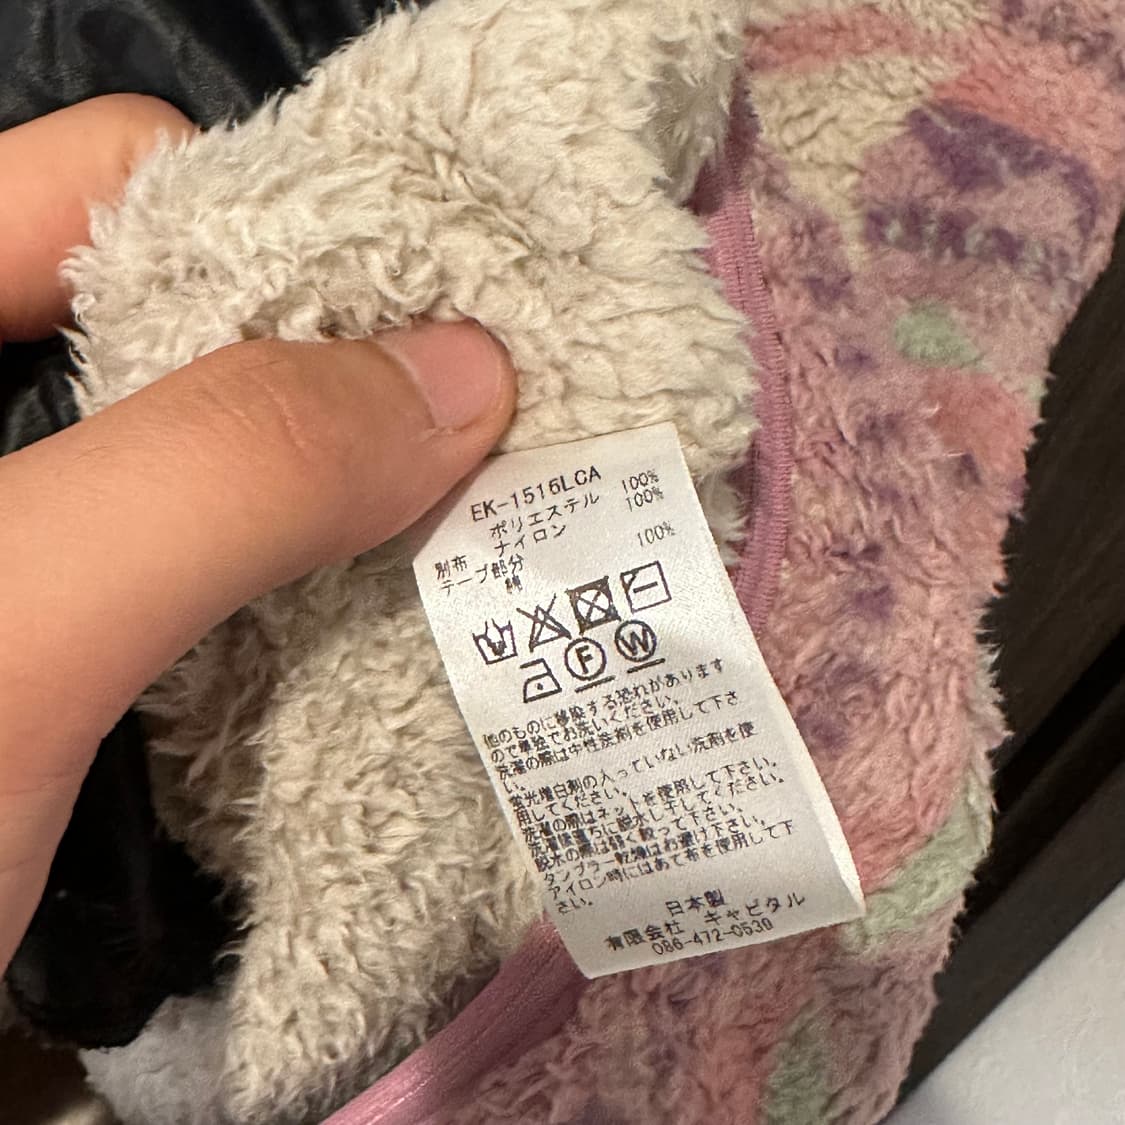 EK-1516LCA
ポリエステル 100%
別布 ナイロン 100%
テープ部分
綿 100%
F W
他のものに移染する恐れがあります
ので単独でお洗いください。
洗濯の際は中性洗剤を使用して下さ
い。
蛍光増白剤の入っていない洗剤を使
用してください。
洗濯の際はネットを使用して下さい。
洗濯後直ちに脱水し干してください。
脱水の際は弱く絞って下さい。
タンブラー乾燥はお避け下さい。
アイロン時にはあて布を使用して下
さい。
日本製
有限会社 キャピタル
086-472-0530